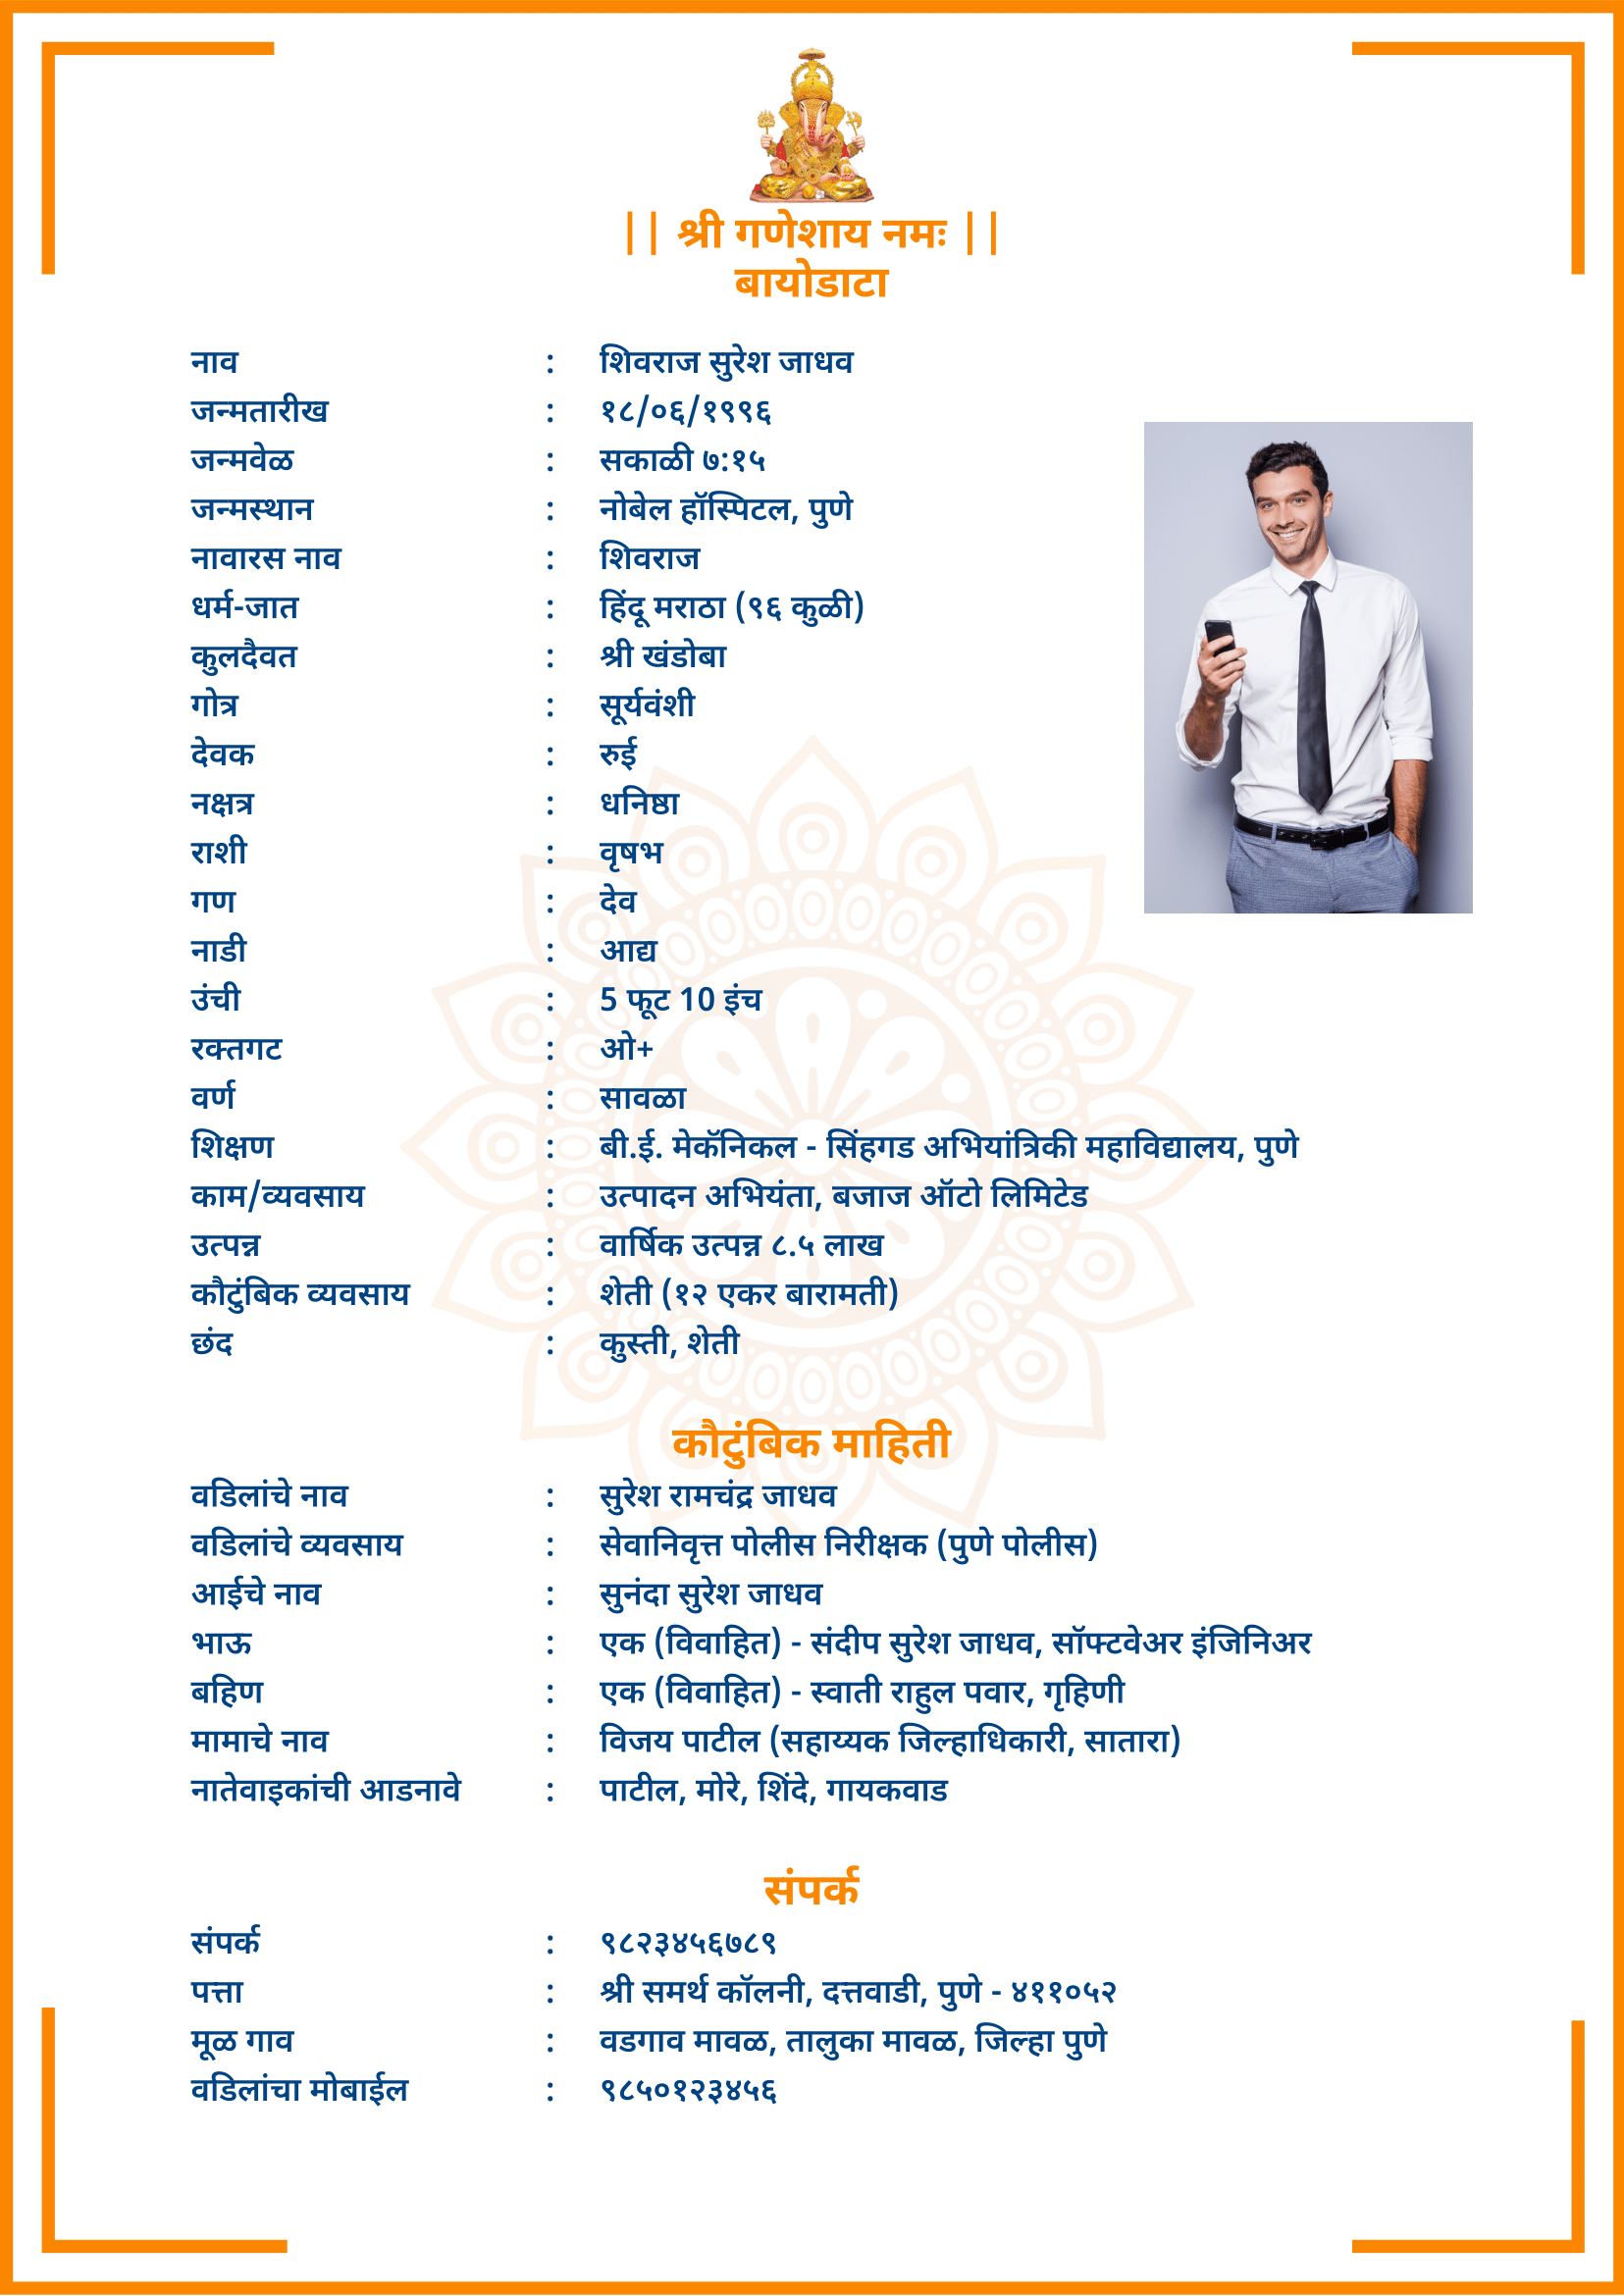 || श्री गणेशाय नमः ||
बायोडाटा
नाव : शिवराज सुरेश जाधव
जन्मतारीख : १८/०६/१९९६
जन्मवेळ : सकाळी ७:१५
जन्मस्थान : नोबेल हॉस्पिटल, पुणे
नावारस नाव : शिवराज
धर्म-जात : हिंदू मराठा (९६ कुळी)
कुलदैवत : श्री खंडोबा
गोत्र : सूर्यवंशी
देवक : रुई
नक्षत्र : धनिष्ठा
राशी : वृषभ
गण : देव
नाडी : आद्य
उंची : 5 फूट 10 इंच
रक्तगट : ओ+
वर्ण : सावळा
शिक्षण : बी.ई. मेकॅनिकल - सिंहगड अभियांत्रिकी महाविद्यालय, पुणे
काम/व्यवसाय : उत्पादन अभियंता, बजाज ऑटो लिमिटेड
उत्पन्न : वार्षिक उत्पन्न ८.५ लाख
कौटुंबिक व्यवसाय : शेती (१२ एकर बारामती)
छंद : कुस्ती, शेती
कौटुंबिक माहिती
वडिलांचे नाव : सुरेश रामचंद्र जाधव
वडिलांचे व्यवसाय : सेवानिवृत्त पोलीस निरीक्षक (पुणे पोलीस)
आईचे नाव : सुनंदा सुरेश जाधव
भाऊ : एक (विवाहित) - संदीप सुरेश जाधव, सॉफ्टवेअर इंजिनिअर
बहिण : एक (विवाहित) - स्वाती राहुल पवार, गृहिणी
मामाचे नाव : विजय पाटील (सहाय्यक जिल्हाधिकारी, सातारा)
नातेवाइकांची आडनावे : पाटील, मोरे, शिंदे, गायकवाड
संपर्क
संपर्क : ९८२३४५६७८९
पत्ता : श्री समर्थ कॉलनी, दत्तवाडी, पुणे - ४११०५२
मूळ गाव : वडगाव मावळ, तालुका मावळ, जिल्हा पुणे
वडिलांचा मोबाईल : ९८५०१२३४५६